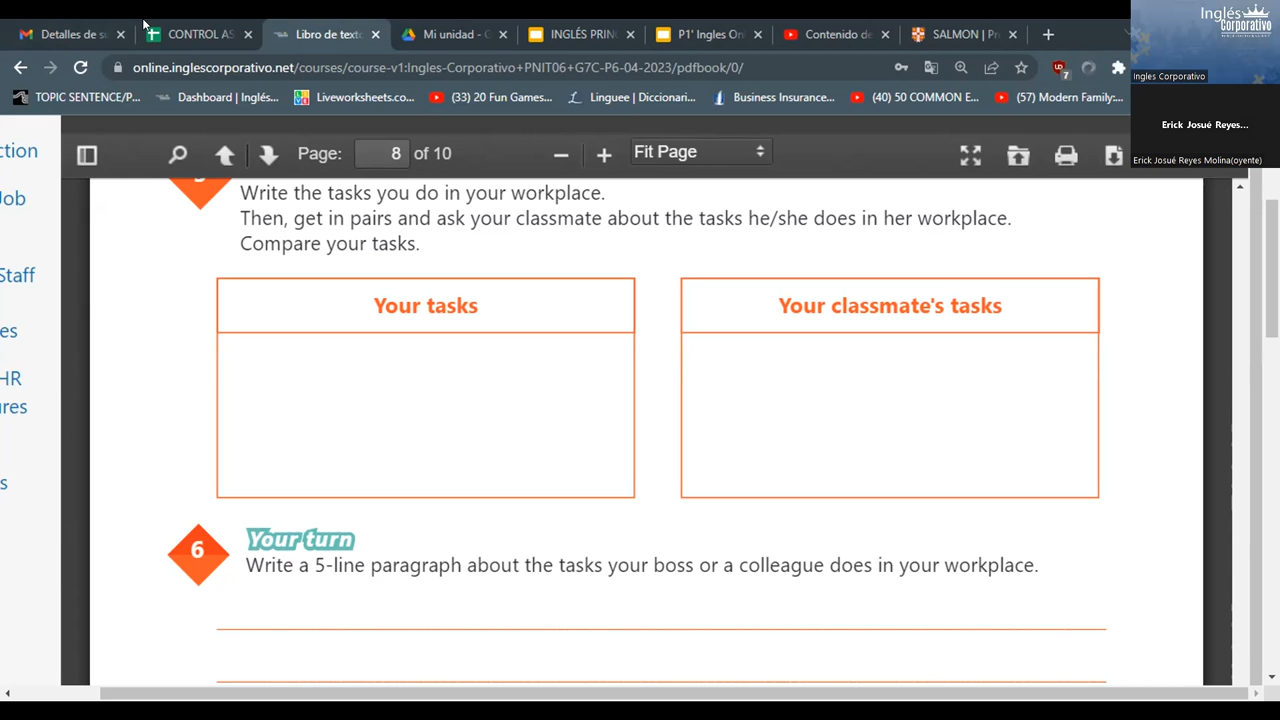 Detalles de su
CONTROL AS
Libro de texto
Mi unidad - G
INGLÉS PRIN
P1' Ingles On
Contenido de
SALMON | Pr
Inglés
Corporativo
online.inglescorporativo.net/courses/course-v1:Ingles-Corporativo+PNIT06+G7C-P6-04-2023/pdfbook/0/
7
Ingles Corporativo
TOPIC SENTENCE/P...
Dashboard | Inglés...
Liveworksheets.co...
(33) 20 Fun Games...
Linguee | Diccionari...
Business Insurance...
(40) 50 COMMON E...
(57) Modern Family:...
Erick Josué Reyes...
Erick Josué Reyes Molina(oyente)
Page: 8 of 10
Fit Page
ction
Job
Staff
es
HR
ures
s
Write the tasks you do in your workplace.
Then, get in pairs and ask your classmate about the tasks he/she does in her workplace.
Compare your tasks.
Your tasks
Your classmate's tasks
6
Your turn
Write a 5-line paragraph about the tasks your boss or a colleague does in your workplace.